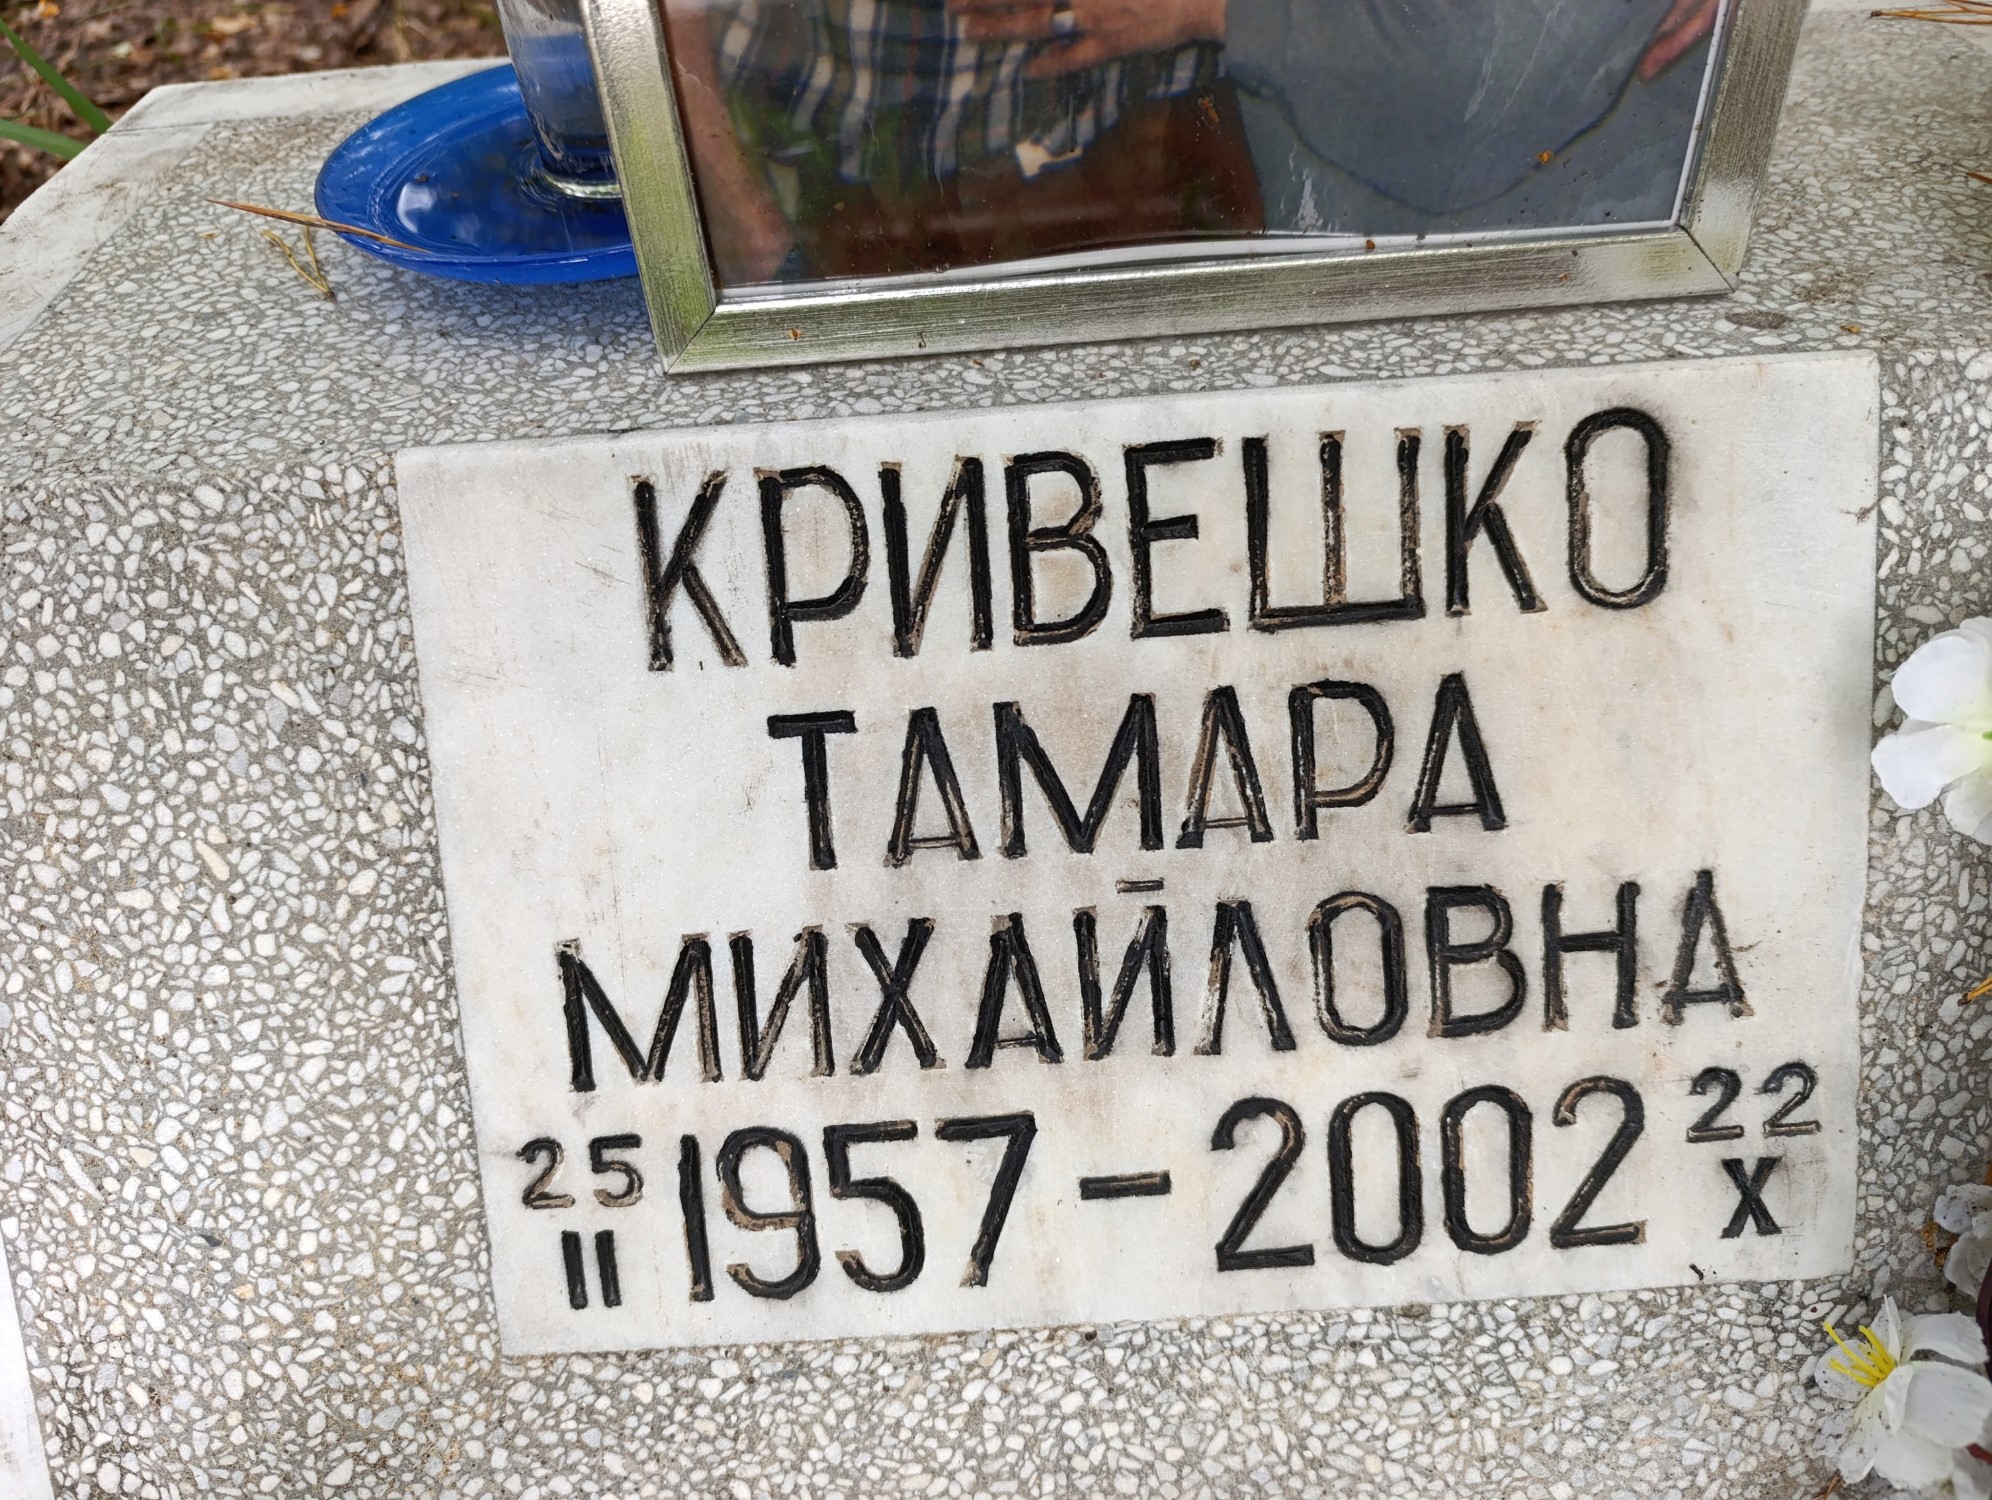 КРИВЕШКО
ТАМАРА
МИХАЙЛОВНА
25 II 1957 – 2002 22 X